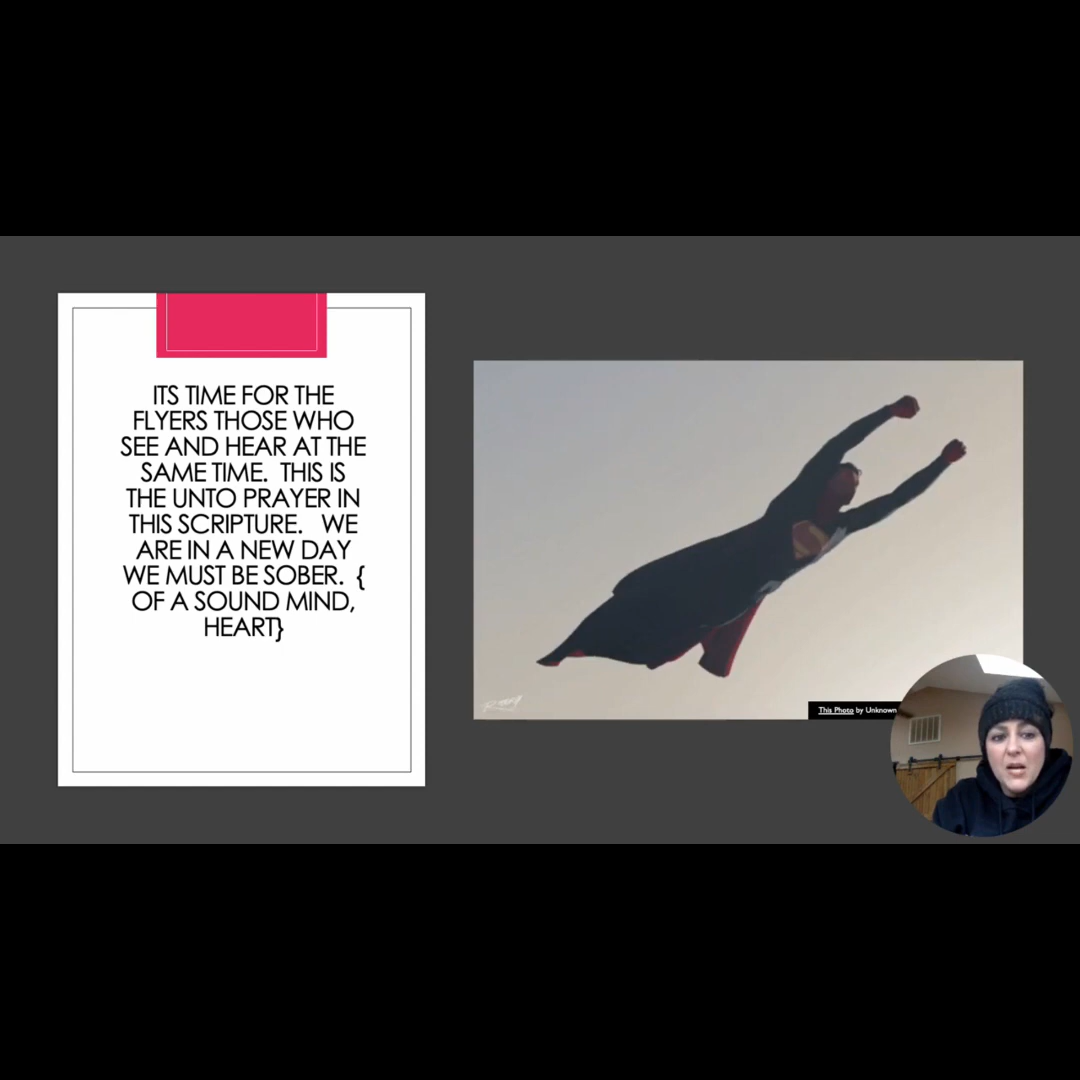 ITS TIME FOR THE
FLYERS THOSE WHO
SEE AND HEAR AT THE
SAME TIME.  THIS IS
THE UNTO PRAYER IN
THIS SCRIPTURE.   WE
ARE IN A NEW DAY
WE MUST BE SOBER.  {
OF A SOUND MIND,
HEART}
This Photo by Unknown